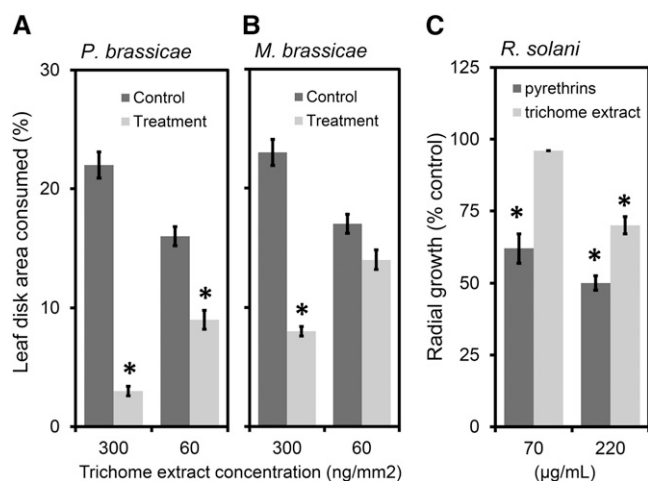 A
P. brassicae
Leaf disk area consumed (%)
30
20
10
0
Control
Treatment
*
*
300
60
B
M. brassicae
Control
Treatment
*
300
60
Trichome extract concentration (ng/mm2)
C
R. solani
Radial growth (% control)
125
100
75
50
25
0
pyrethrins
trichome extract
*
*
*
70
220
(µg/mL)